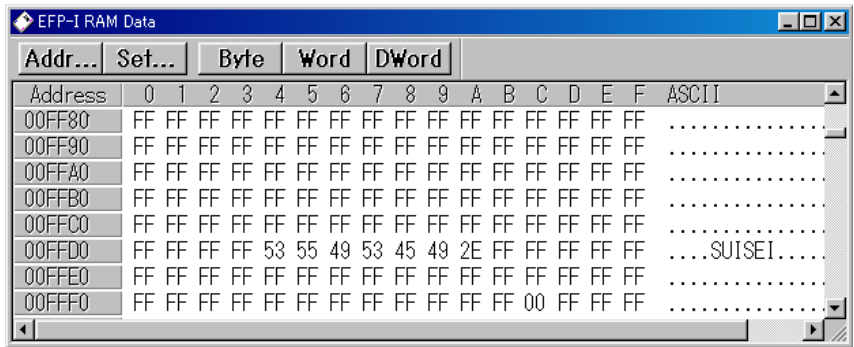 EFP-I RAM Data
Addr... Set... Byte Word DWord
Address 0 1 2 3 4 5 6 7 8 9 A B C D E F ASCII
00FF80 FF FF FF FF FF FF FF FF FF FF FF FF FF FF FF FF ................
00FF90 FF FF FF FF FF FF FF FF FF FF FF FF FF FF FF FF ................
00FFA0 FF FF FF FF FF FF FF FF FF FF FF FF FF FF FF FF ................
00FFB0 FF FF FF FF FF FF FF FF FF FF FF FF FF FF FF FF ................
00FFC0 FF FF FF FF FF FF FF FF FF FF FF FF FF FF FF FF ................
00FFD0 FF FF FF FF 53 55 49 53 45 49 2E FF FF FF FF FF ....SUISEI.....
00FFE0 FF FF FF FF FF FF FF FF FF FF FF FF FF FF FF FF ................
00FFF0 FF FF FF FF FF FF FF FF FF FF FF FF 00 FF FF FF ................